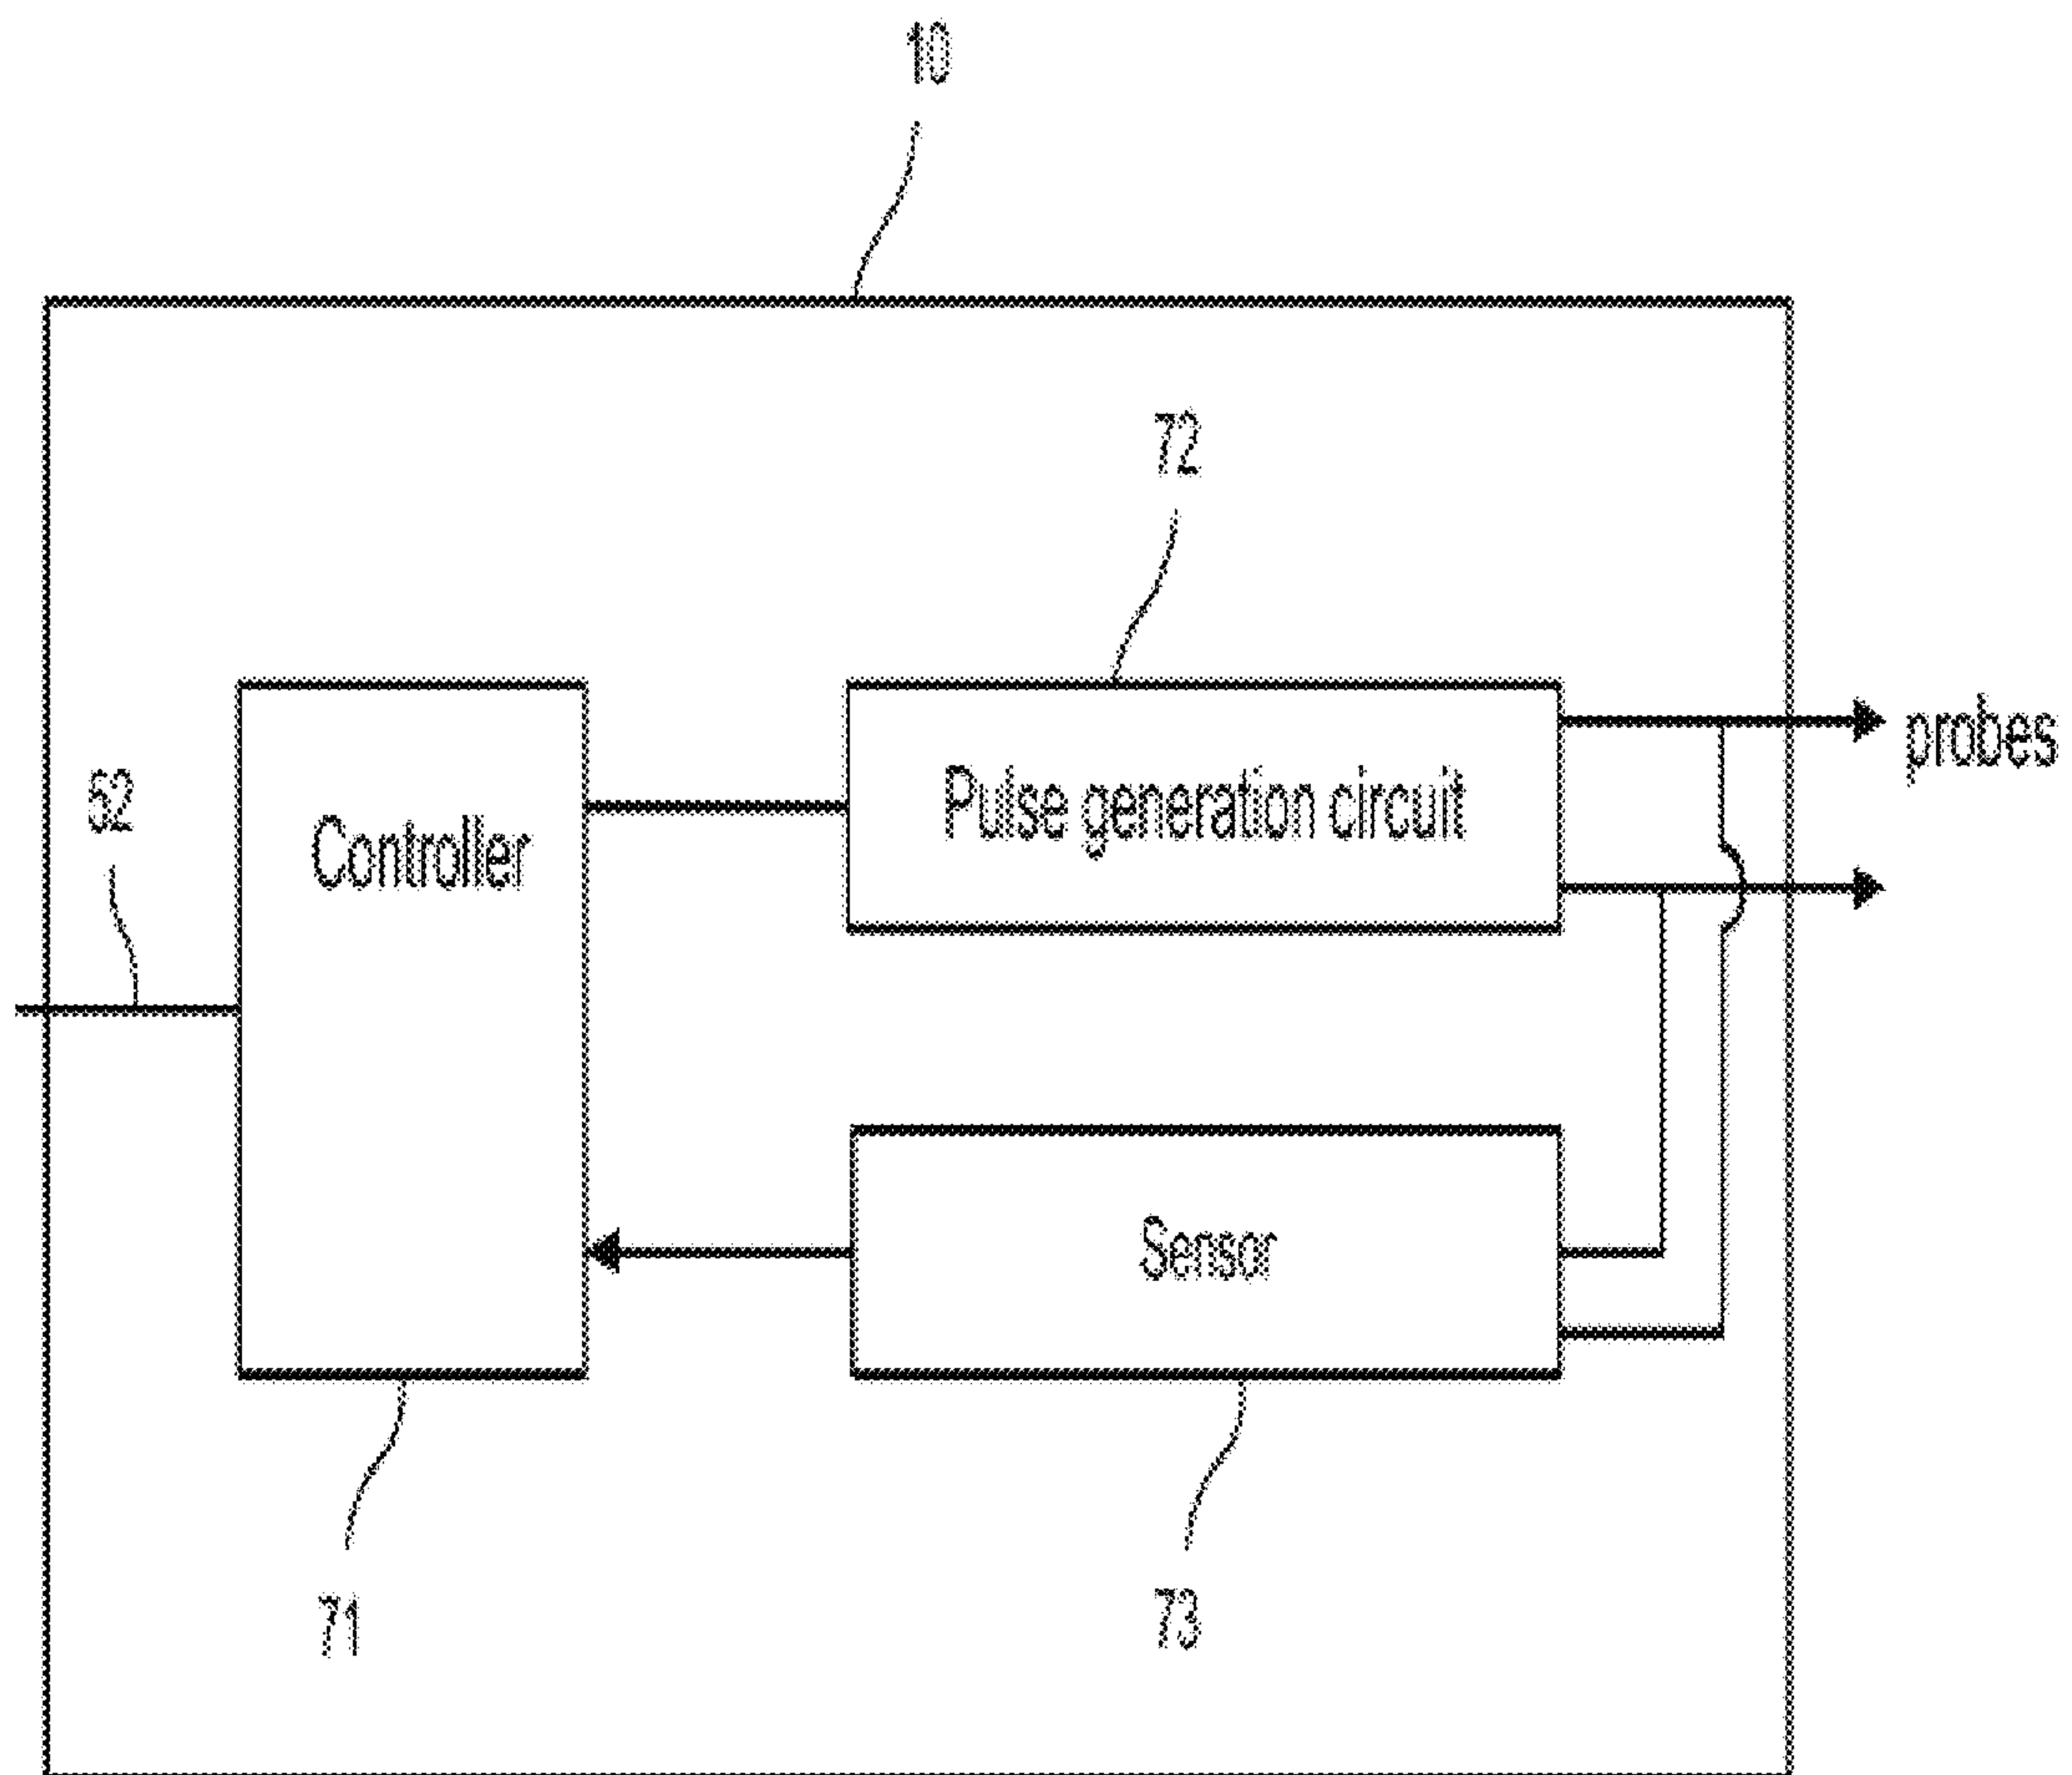 10
72
probes
52
Pulse generation circuit
Controller
Sensor
71
73